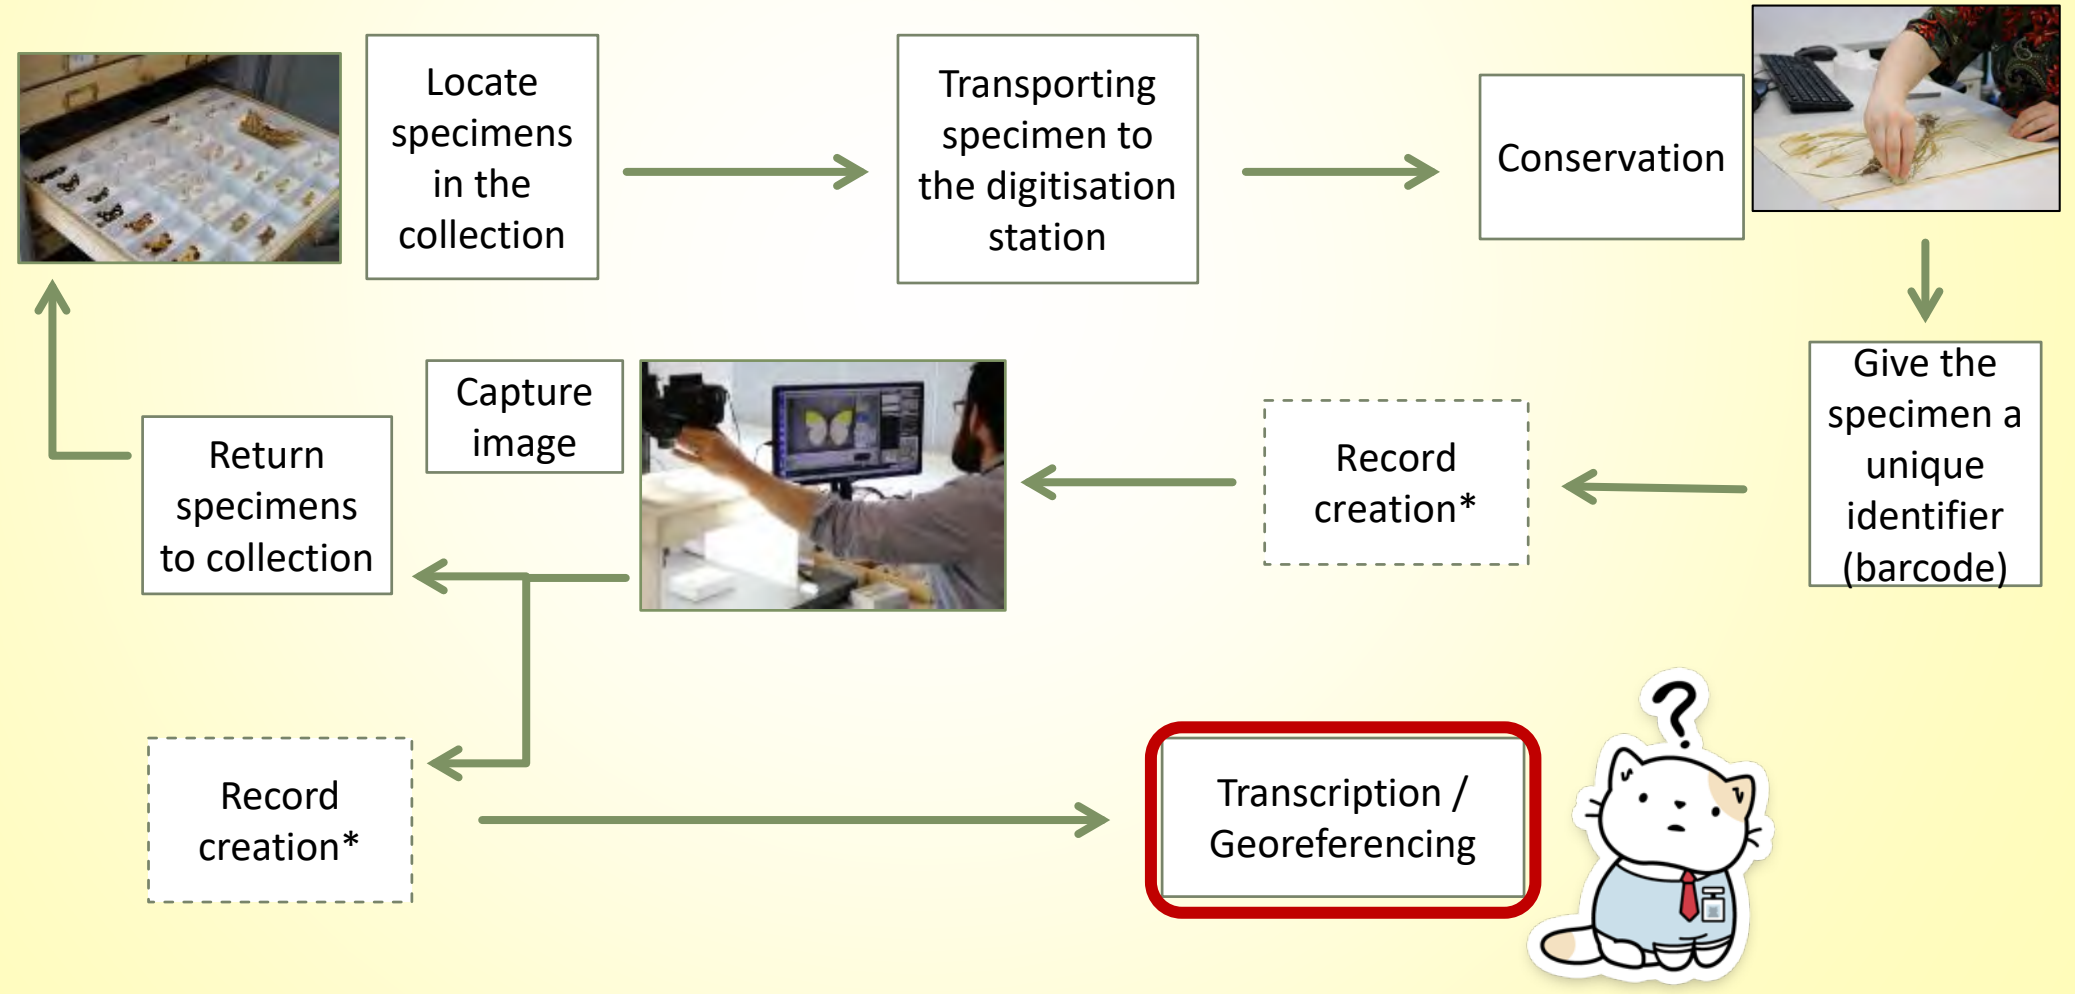 Locate
specimens
in the
collection
Transporting
specimen to
the digitisation
station
Conservation
Give the
specimen a
unique
identifier
(barcode)
Record
creation*
Capture
image
Return
specimens
to collection
Record
creation*
Transcription /
Georeferencing
?